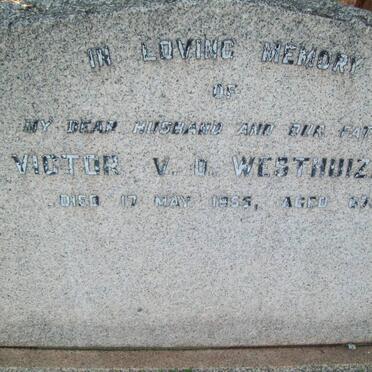 IN LOVING MEMORY
OF
MY DEAR HUSBAND AND OUR
VICTOR V. D. WESTHUIZ
DIED 17 MAY 1955, AGED